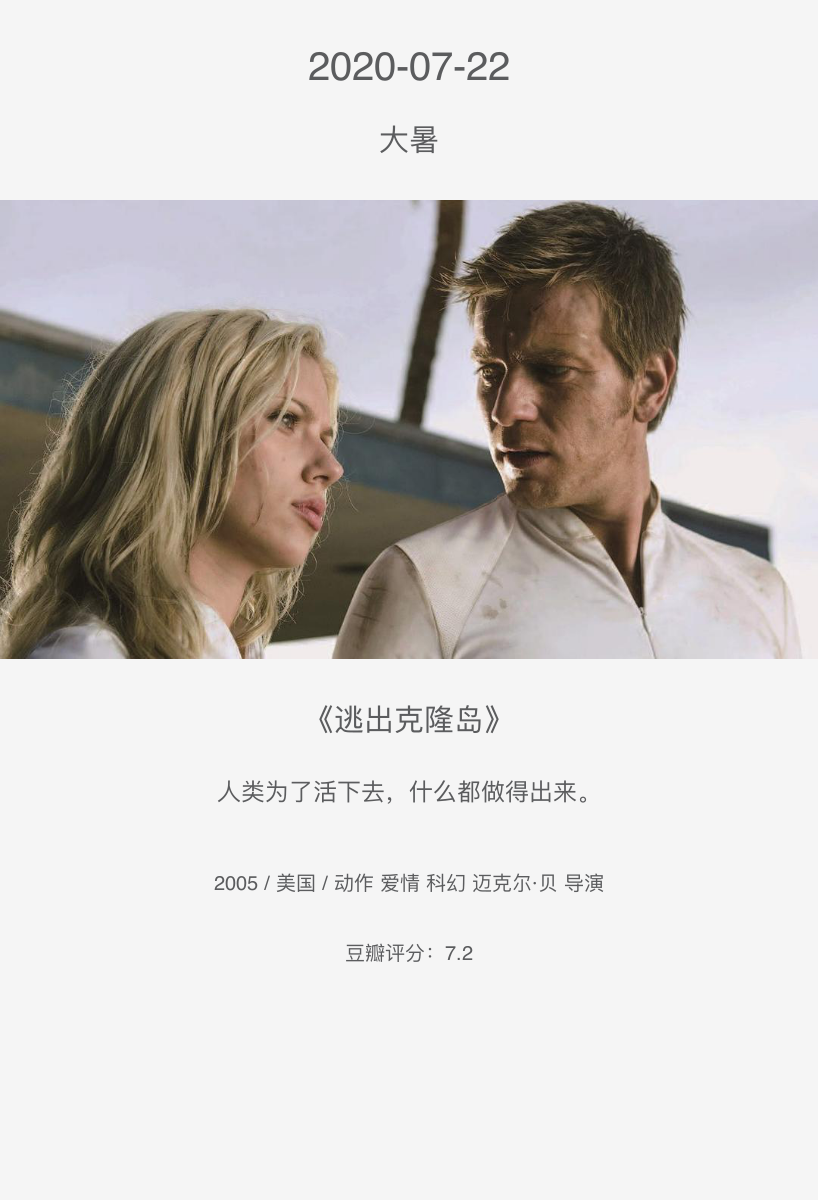 2020-07-22
大暑
《逃出克隆岛》
人类为了活下去，什么都做得出来。
2005 / 美国 / 动作 爱情 科幻 迈克尔·贝 导演
豆瓣评分：7.2